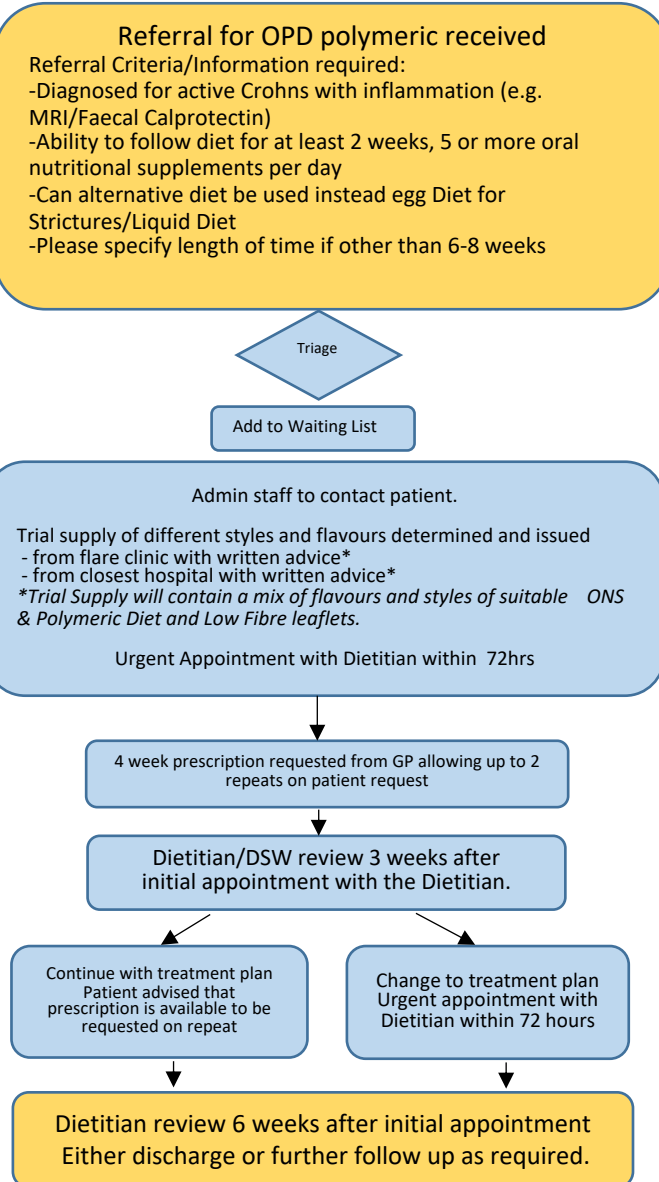 Referral for OPD polymeric received
Referral Criteria/Information required:
-Diagnosed for active Crohns with inflammation (e.g.
MRI/Faecal Calprotectin)
-Ability to follow diet for at least 2 weeks, 5 or more oral
nutritional supplements per day
-Can alternative diet be used instead egg Diet for
Strictures/Liquid Diet
-Please specify length of time if other than 6-8 weeks
Triage
Add to Waiting List
Admin staff to contact patient.
Trial supply of different styles and flavours determined and issued
- from flare clinic with written advice*
- from closest hospital with written advice*
*Trial Supply will contain a mix of flavours and styles of suitable ONS
& Polymeric Diet and Low Fibre leaflets.
Urgent Appointment with Dietitian within 72hrs
4 week prescription requested from GP allowing up to 2
repeats on patient request
Dietitian/DSW review 3 weeks after
initial appointment with the Dietitian.
Continue with treatment plan
Patient advised that
prescription is available to be
requested on repeat
Change to treatment plan
Urgent appointment with
Dietitian within 72 hours
Dietitian review 6 weeks after initial appointment
Either discharge or further follow up as required.